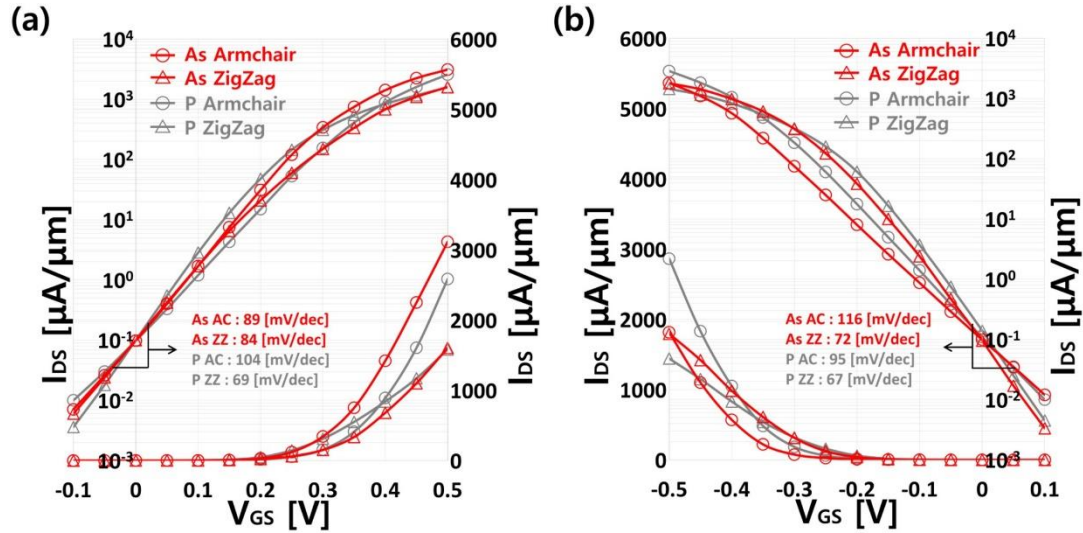 (a)
10⁴
10³
10²
10¹
10⁰
10⁻¹
10⁻²
10⁻³
I_DS [µA/µm]
As Armchair
As ZigZag
P Armchair
P ZigZag
As AC : 89 [mV/dec]
As ZZ : 84 [mV/dec]
P AC : 104 [mV/dec]
P ZZ : 69 [mV/dec]
6000
5000
4000
3000
2000
1000
0
I_DS [µA/µm]
-0.1 0 0.1 0.2 0.3 0.4 0.5
V_GS [V]
(b)
6000
5000
4000
3000
2000
1000
0
I_DS [µA/µm]
As Armchair
As ZigZag
P Armchair
P ZigZag
As AC : 116 [mV/dec]
As ZZ : 72 [mV/dec]
P AC : 95 [mV/dec]
P ZZ : 67 [mV/dec]
10⁴
10³
10²
10¹
10⁰
10⁻¹
10⁻²
10⁻³
I_DS [µA/µm]
-0.5 -0.4 -0.3 -0.2 -0.1 0 0.1
V_GS [V]